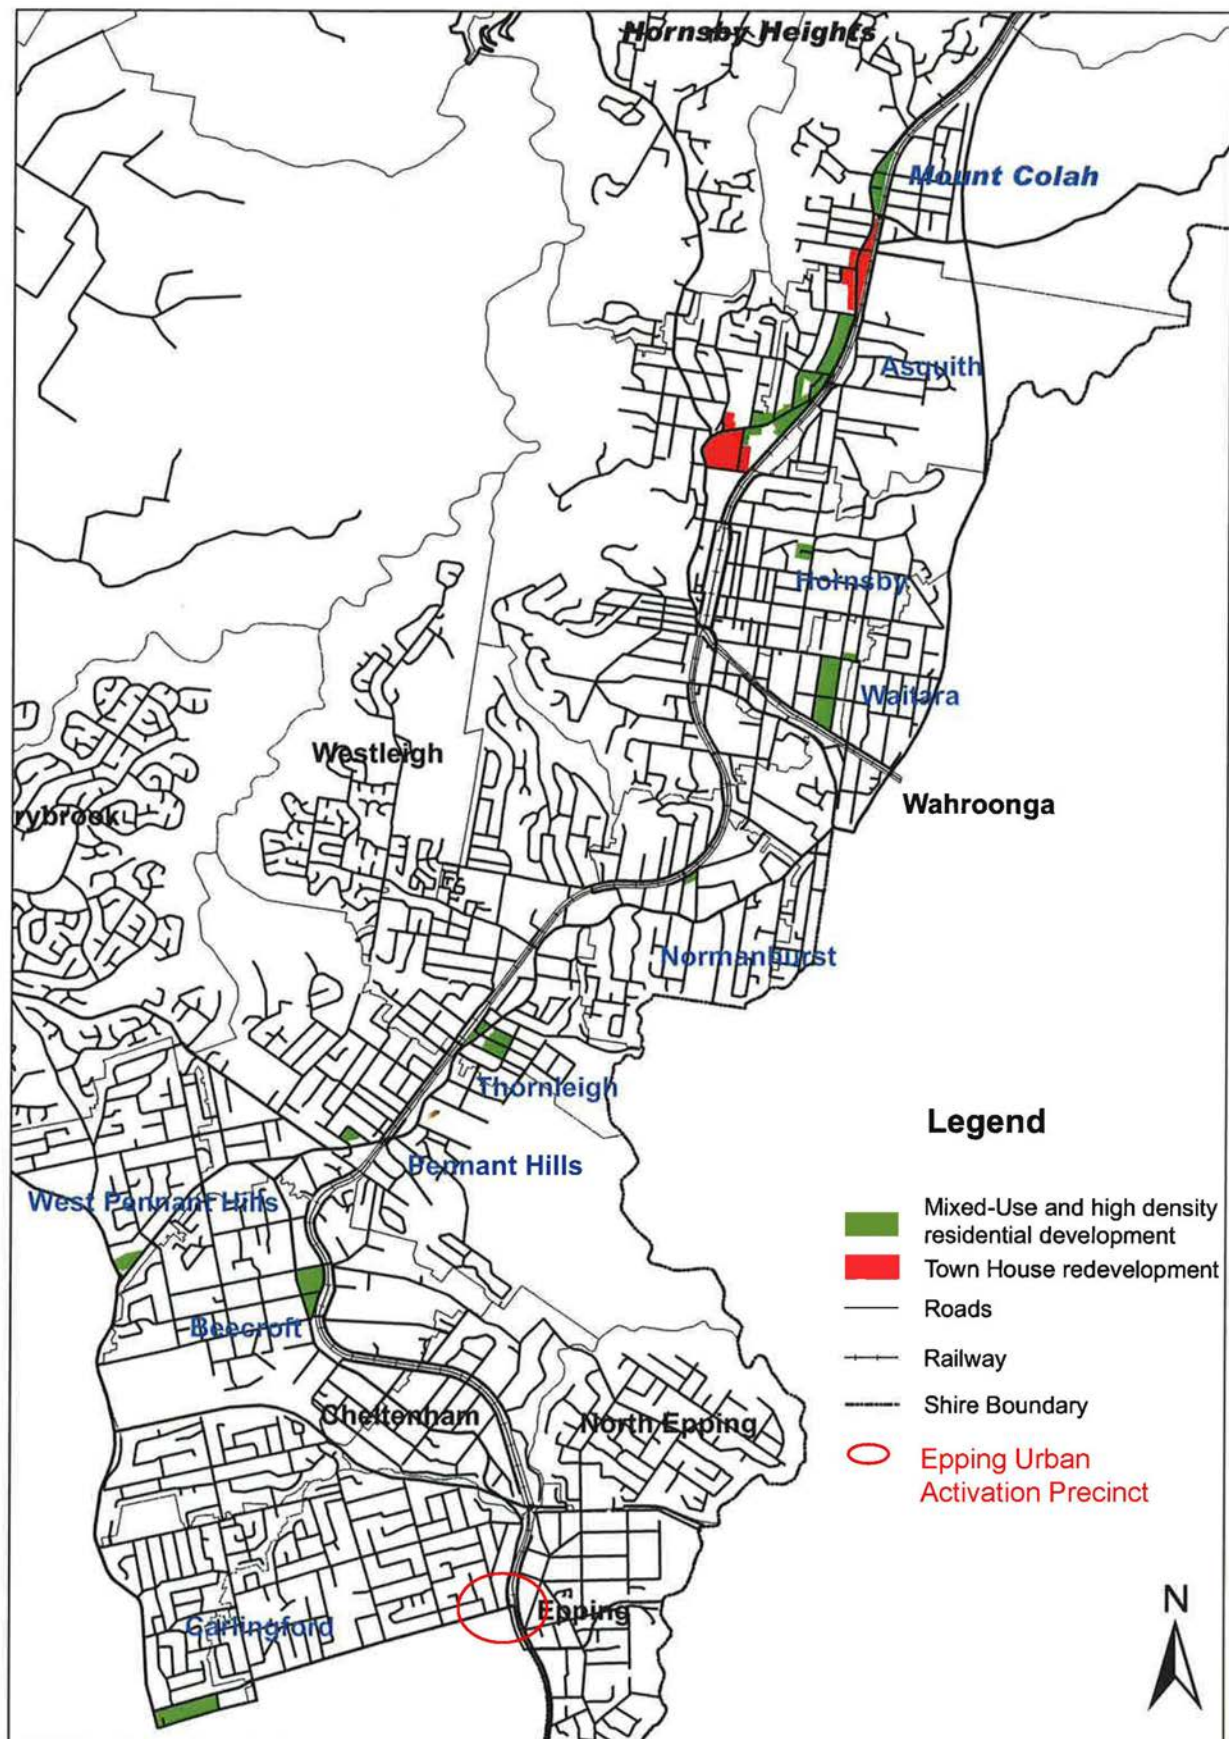 Hornsby Heights
Mount Colah
Asquith
Hornsby
Waitara
Westleigh
Wahroonga
rybrook
Normanhurst
Thornleigh
Pennant Hills
West Pennant Hills
Beecroft
Cheltenham
North Epping
Epping
Carlingford
Legend
Mixed-Use and high density
residential development
Town House redevelopment
Roads
Railway
Shire Boundary
Epping Urban
Activation Precinct
N